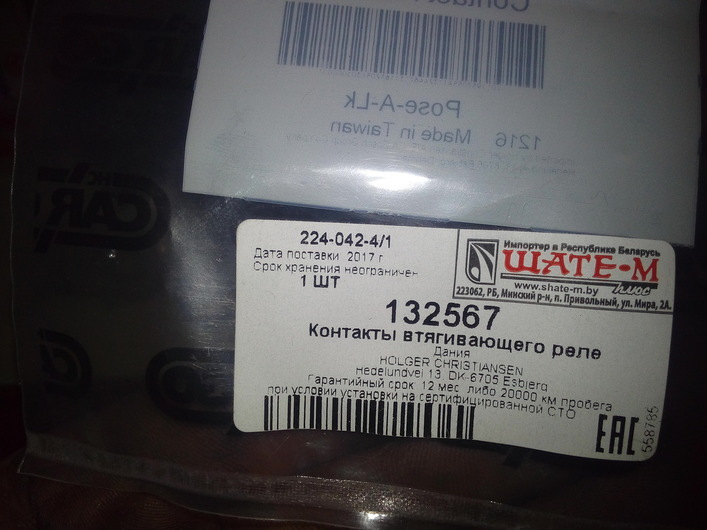 Contact
Pose-A-Lk
1216 Made in Taiwan
CAR
224-042-4/1
Дата поставки 2017 г
Срок хранения неограничен
1 ШТ
Импортер в Республике Беларусь
ШАТЕ-М
плюс
www.shate-m.by
223062, РБ, Минский р-н, п. Привольный, ул. Мира, 2А.
132567
Контакты втягивающего реле
Дания
HOLGER CHRISTIANSEN
Hedelundvej 13, DK-6705 Esbjerg
Гарантийный срок 12 мес либо 20000 км пробега
при условии установки на сертифицированной СТО
EAC
558785